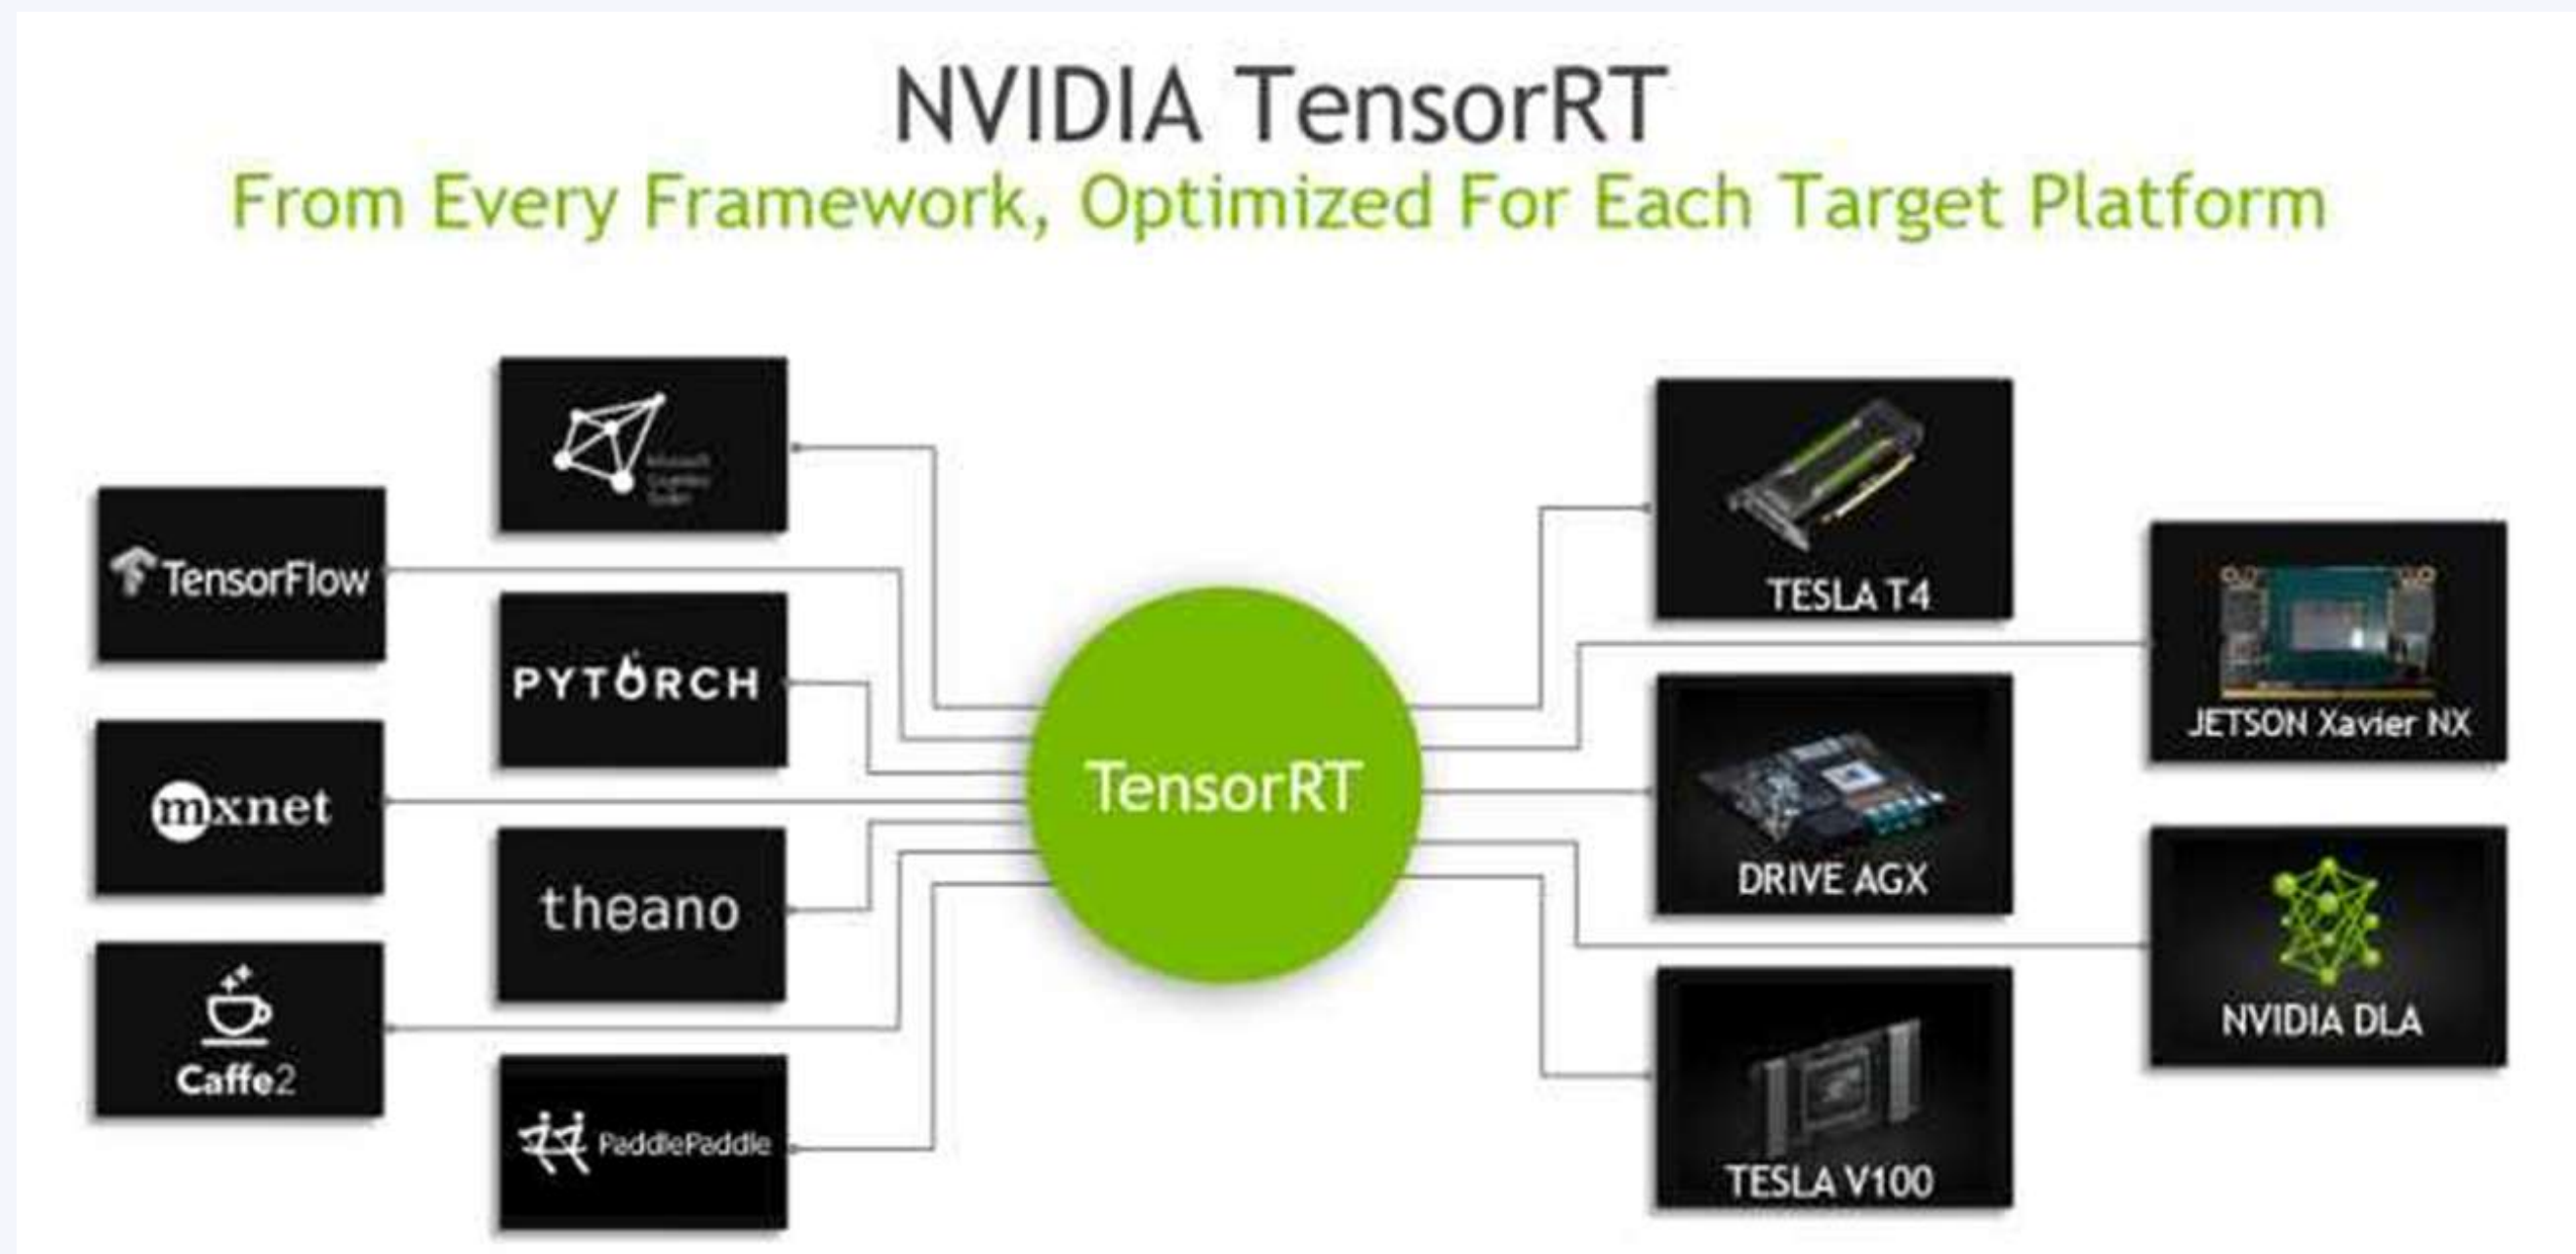 NVIDIA TensorRT
From Every Framework, Optimized For Each Target Platform
TensorFlow
PYTORCH
mxnet
theano
Caffe2
PaddlePaddle
TensorRT
TESLA T4
JETSON Xavier NX
DRIVE AGX
NVIDIA DLA
TESLA V100